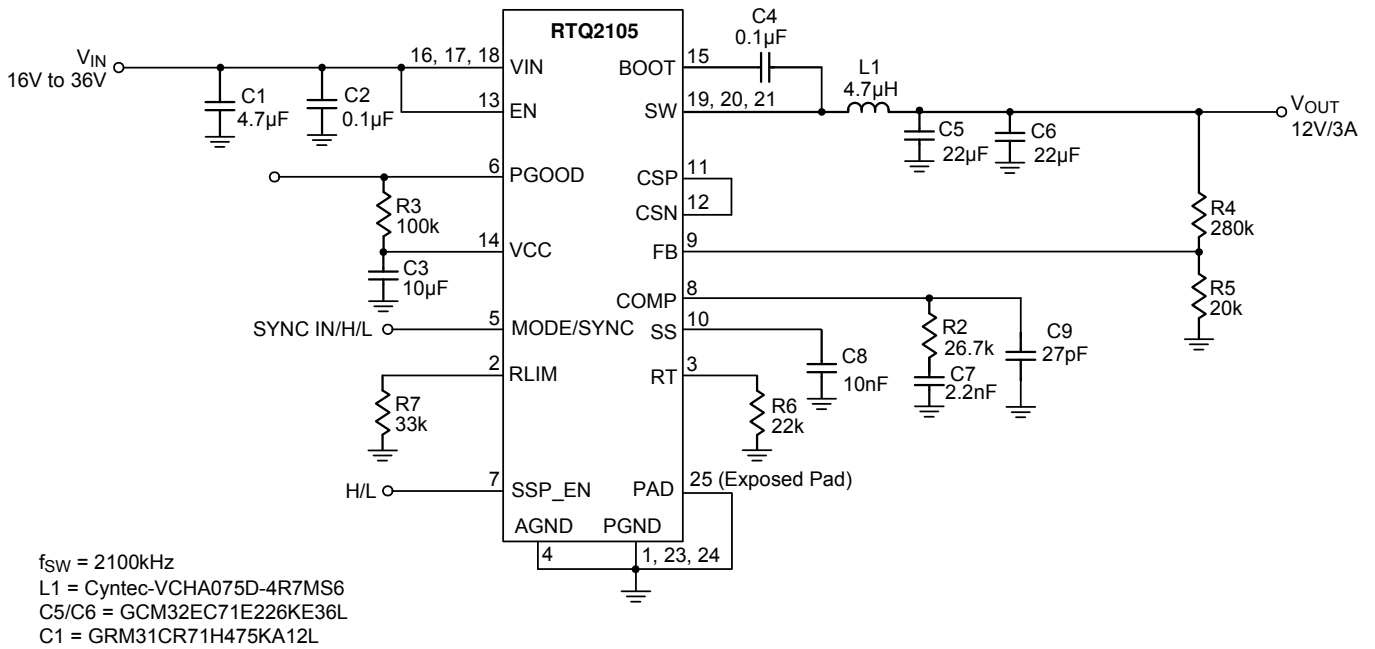 RTQ2105
VIN
16V to 36V
16, 17, 18
VIN
C1
4.7µF
C2
0.1µF
13
EN
6
PGOOD
R3
100k
14
VCC
C3
10µF
SYNC IN/H/L
5
MODE/SYNC
2
RLIM
R7
33k
H/L
7
SSP_EN
AGND
4
PGND
1, 23, 24
PAD
25 (Exposed Pad)
BOOT
15
C4
0.1µF
SW
19, 20, 21
L1
4.7µH
C5
22µF
C6
22µF
VOUT
12V/3A
CSP
11
CSN
12
R4
280k
FB
9
R5
20k
COMP
8
R2
26.7k
C7
2.2nF
C9
27pF
SS
10
C8
10nF
RT
3
R6
22k
fSW = 2100kHz
L1 = Cyntec-VCHA075D-4R7MS6
C5/C6 = GCM32EC71E226KE36L
C1 = GRM31CR71H475KA12L